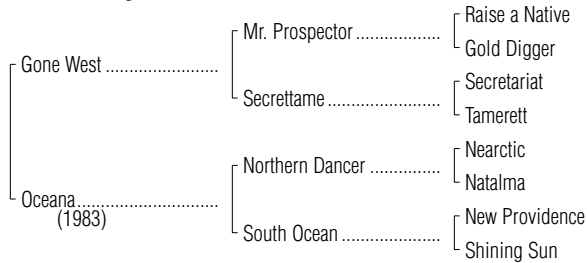 Raise a Native
Mr. Prospector ..................
Gold Digger
Gone West ........................
Secretariat
Secrettame ........................
Tamerett
Nearctic
Northern Dancer ...............
Natalma
Oceana..............................
(1983)
New Providence
South Ocean .....................
Shining Sun